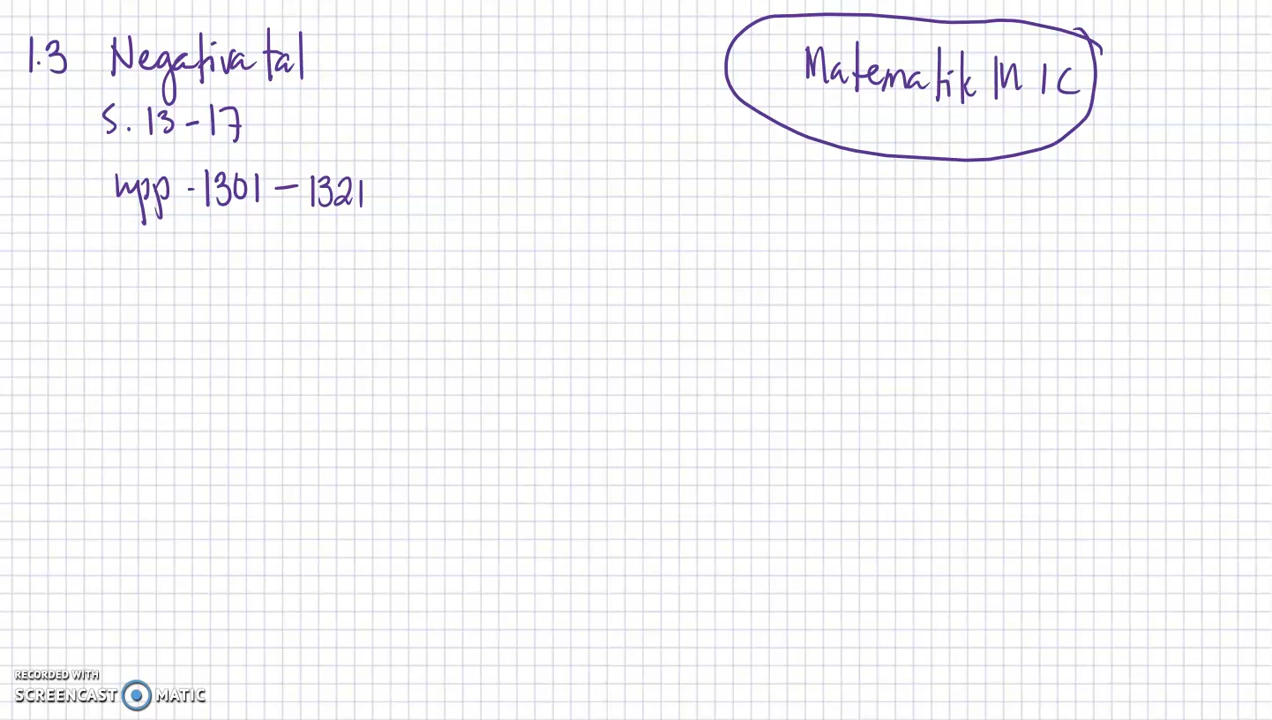 1.3 Negativa tal
s. 13-17
upp - 1301 - 1321
Matematik M 1C
RECORDED WITH
SCREENCAST MATIC